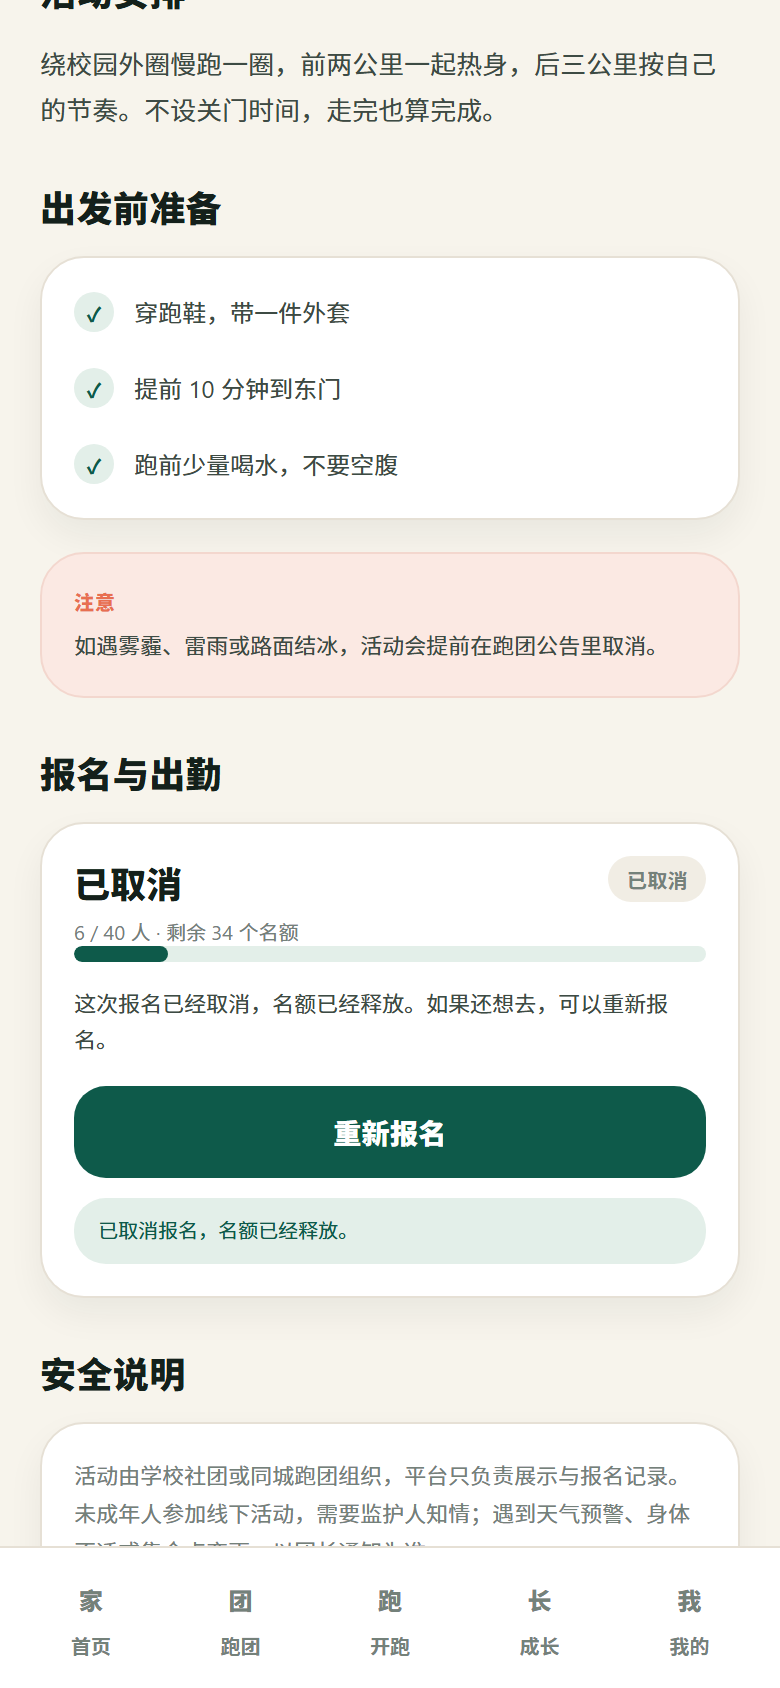 活动安排
绕校园外圈慢跑一圈，前两公里一起热身，后三公里按自己
的节奏。不设关门时间，走完也算完成。
出发前准备
✓ 穿跑鞋，带一件外套
✓ 提前 10 分钟到东门
✓ 跑前少量喝水，不要空腹
注意
如遇雾霾、雷雨或路面结冰，活动会提前在跑团公告里取消。
报名与出勤
已取消
已取消
6 / 40 人 · 剩余 34 个名额
这次报名已经取消，名额已经释放。如果还想去，可以重新报
名。
重新报名
已取消报名，名额已经释放。
安全说明
活动由学校社团或同城跑团组织，平台只负责展示与报名记录。
未成年人参加线下活动，需要监护人知情；遇到天气预警、身体
家 团 跑 长 我
首页 跑团 开跑 成长 我的